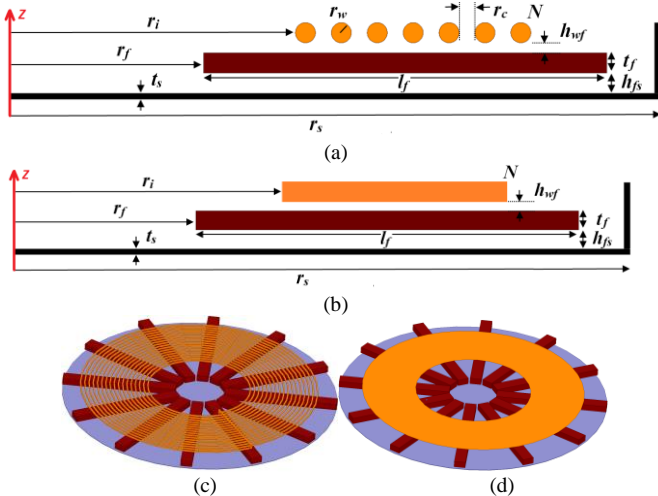 z
r_i
r_w
r_c
N
h_wf
r_f
t_f
t_s
l_f
h_fs
r_s
(a)
z
r_i
N
h_wf
r_f
t_f
t_s
l_f
h_fs
r_s
(b)
(c) (d)